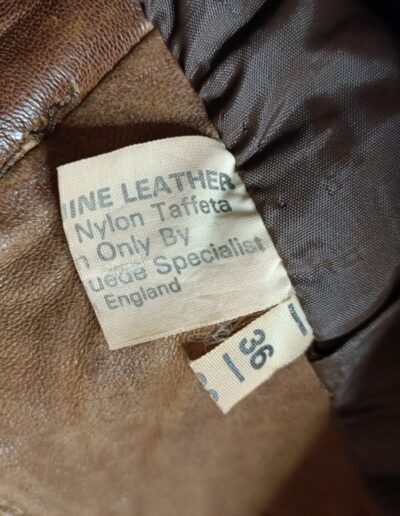 INE LEATHER
Nylon Taffeta
n Only By
uede Specialist
England
36